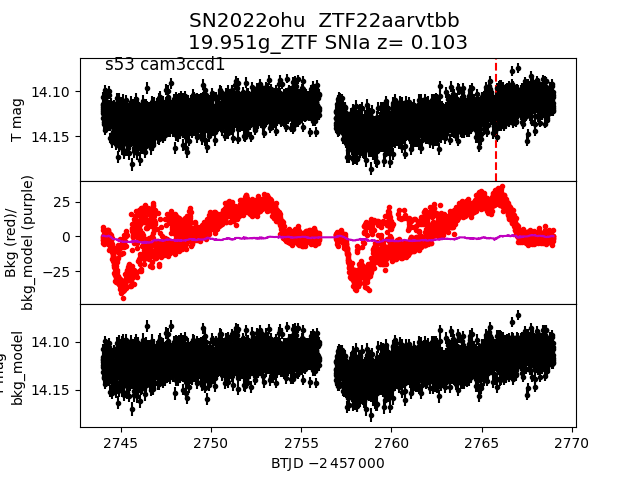 SN2022ohu  ZTF22aarvtbb
19.951g_ZTF SNIa z= 0.103
s53 cam3ccd1
T mag
14.10
14.15
Bkg (red)/
bkg_model (purple)
25
0
−25
bkg_model
14.10
14.15
2745
2750
2755
2760
2765
2770
BTJD −2 457 000